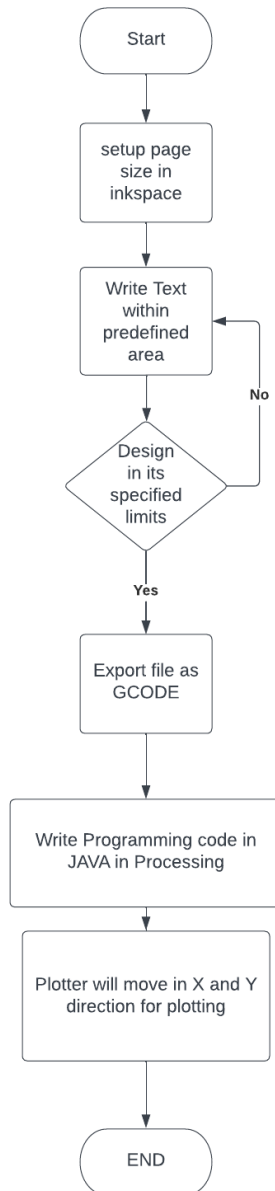 Start
setup page
size in
inkspace
Write Text
within
predefined
area
No
Design
in its
specified
limits
Yes
Export file as
GCODE
Write Programming code in
JAVA in Processing
Plotter will move in X and Y
direction for plotting
END